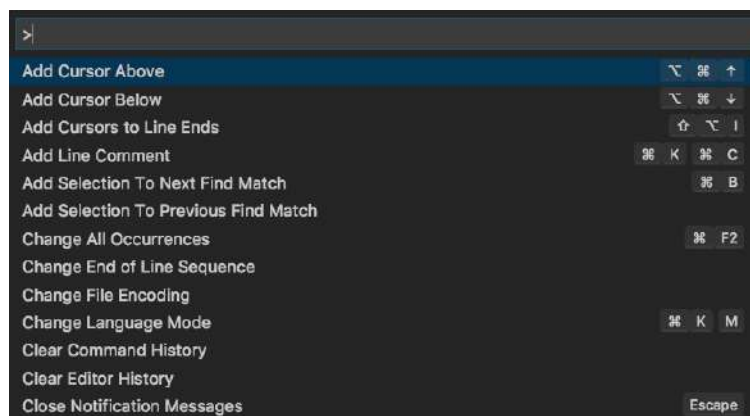 >
Add Cursor Above ⌥ ⌘ ↑
Add Cursor Below ⌥ ⌘ ↓
Add Cursors to Line Ends ⇧ ⌥ I
Add Line Comment ⌘ K ⌘ C
Add Selection To Next Find Match ⌘ B
Add Selection To Previous Find Match
Change All Occurrences ⌘ F2
Change End of Line Sequence
Change File Encoding
Change Language Mode ⌘ K M
Clear Command History
Clear Editor History
Close Notification Messages Escape